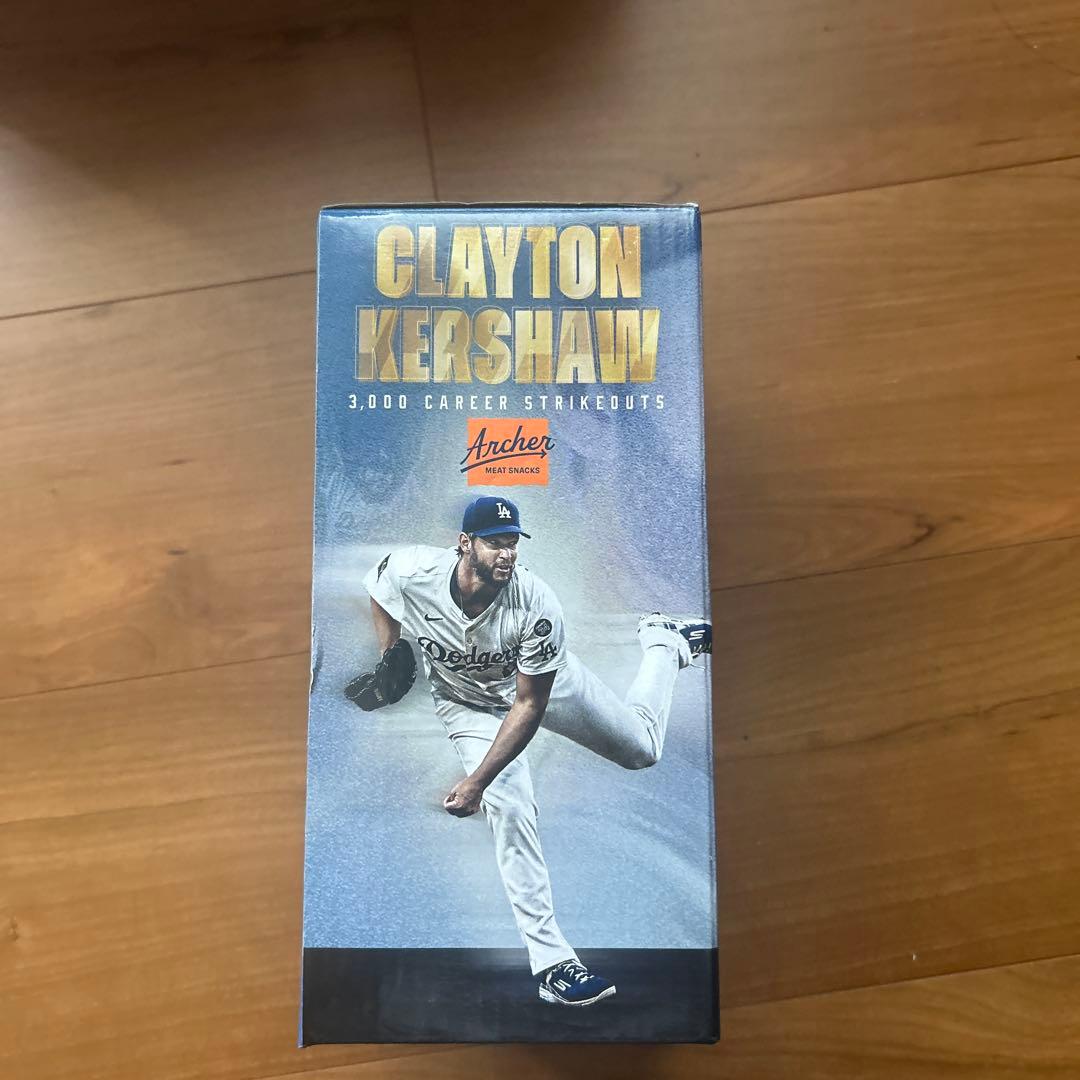 CLAYTON
KERSHAW
3,000 CAREER STRIKEOUTS
Archer
MEAT SNACKS
LA
Dodgers
LA